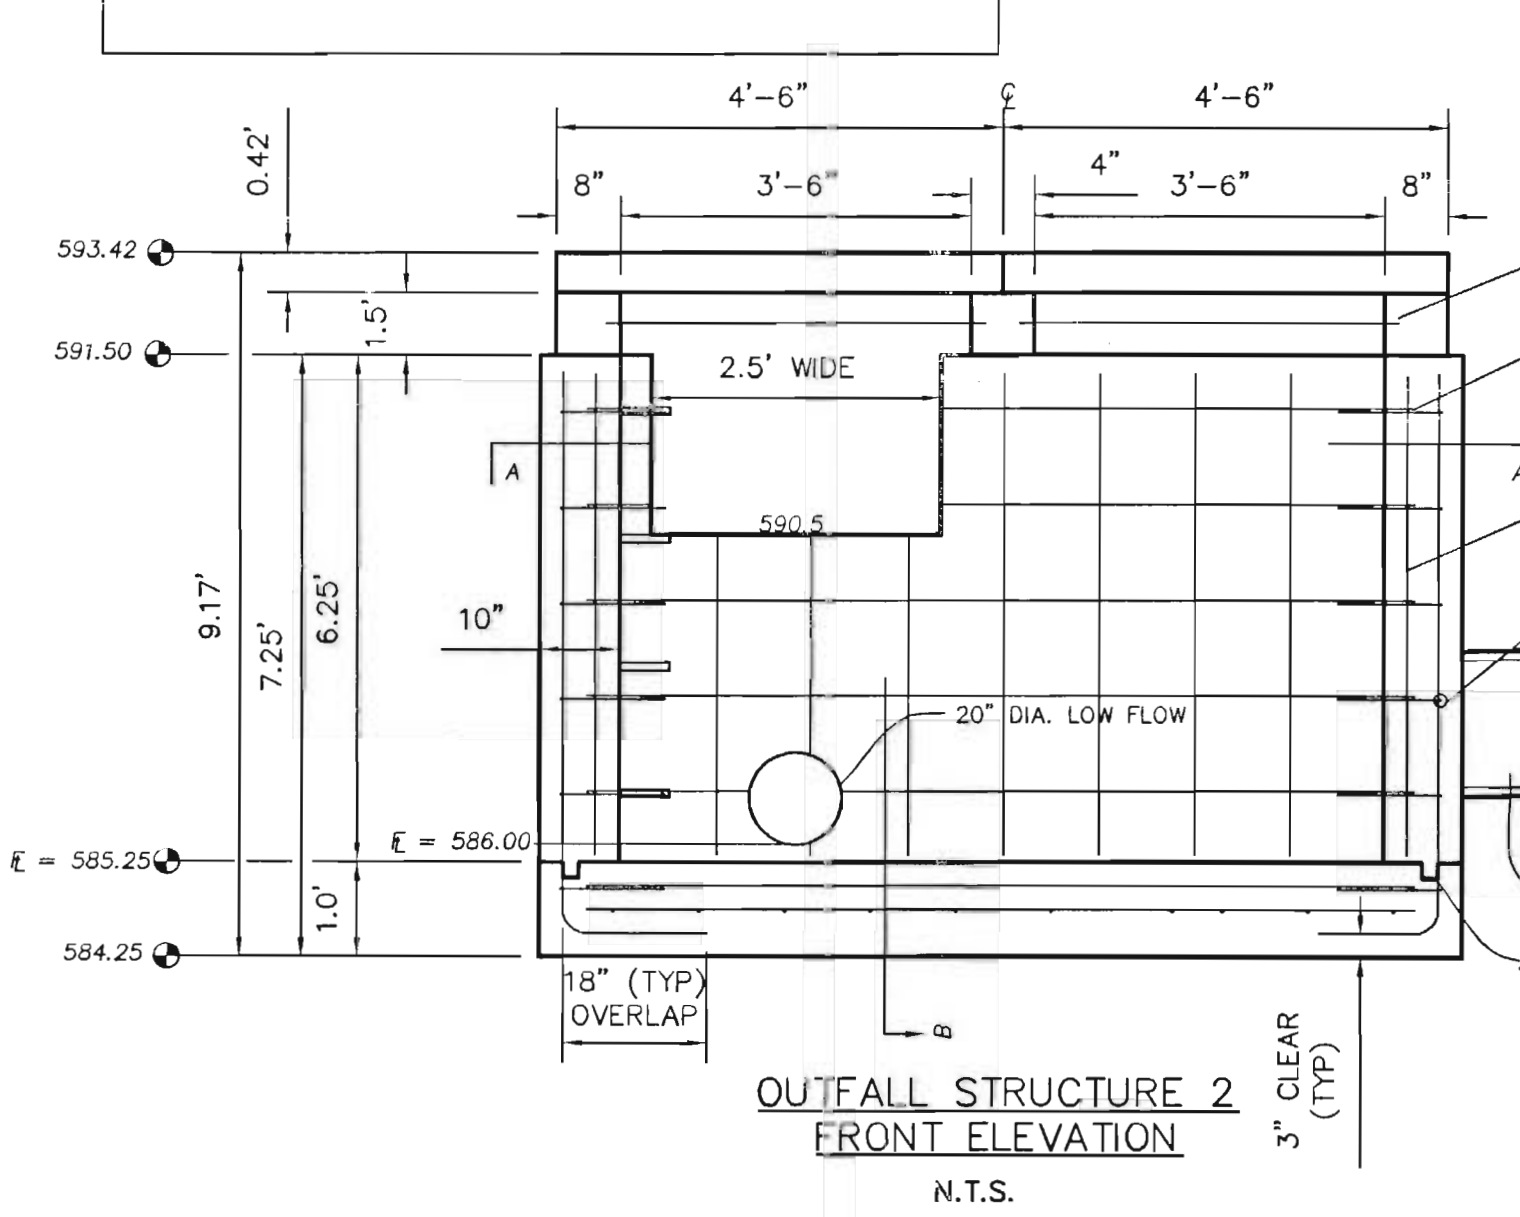 4'-6"
℄
4'-6"
0.42'
8"
3'-6"
4"
3'-6"
8"
593.42
1.5'
591.50
2.5' WIDE
A
A
590.5
9.17'
7.25'
6.25'
10"
20" DIA. LOW FLOW
FL = 586.00
FL = 585.25
1.0'
584.25
18" (TYP)
OVERLAP
B
3" CLEAR
(TYP)
OUTFALL STRUCTURE 2
FRONT ELEVATION
N.T.S.